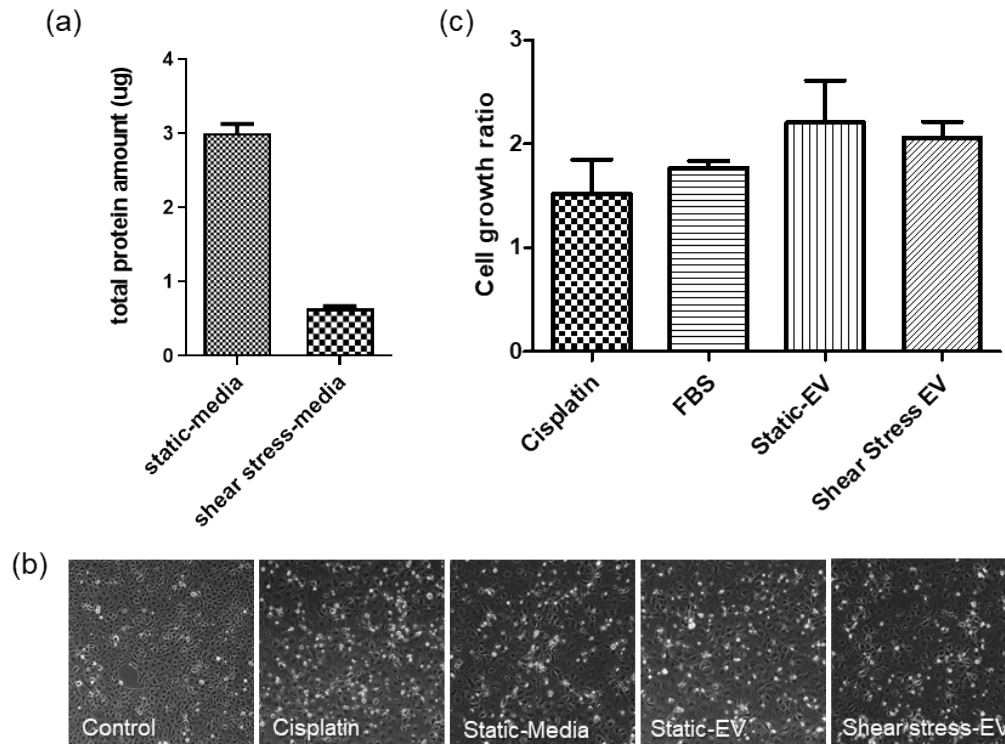 (a)
total protein amount (ug)
4
3
2
1
0
static-media
shear stress-media
(c)
Cell growth ratio
3
2
1
0
Cisplatin
FBS
Static-EV
Shear Stress EV
(b)
Control
Cisplatin
Static-Media
Static-EV
Shear stress-EV